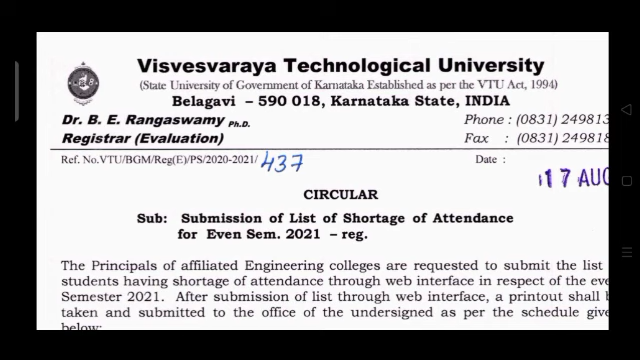 Visvesvaraya Technological University
(State University of Government of Karnataka Established as per the VTU Act, 1994)
Belagavi – 590 018, Karnataka State, INDIA
Dr. B. E. Rangaswamy Ph.D. Phone : (0831) 249813
Registrar (Evaluation) Fax : (0831) 249818
Ref. No.VTU/BGM/Reg(E)/PS/2020-2021/ 437 Date :
17 AUG
CIRCULAR
Sub: Submission of List of Shortage of Attendance
for Even Sem. 2021 – reg.
The Principals of affiliated Engineering colleges are requested to submit the list
students having shortage of attendance through web interface in respect of the eve
Semester 2021. After submission of list through web interface, a printout shall b
taken and submitted to the office of the undersigned as per the schedule give
below: